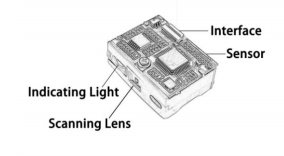 Interface
Sensor
Indicating Light
Scanning Lens